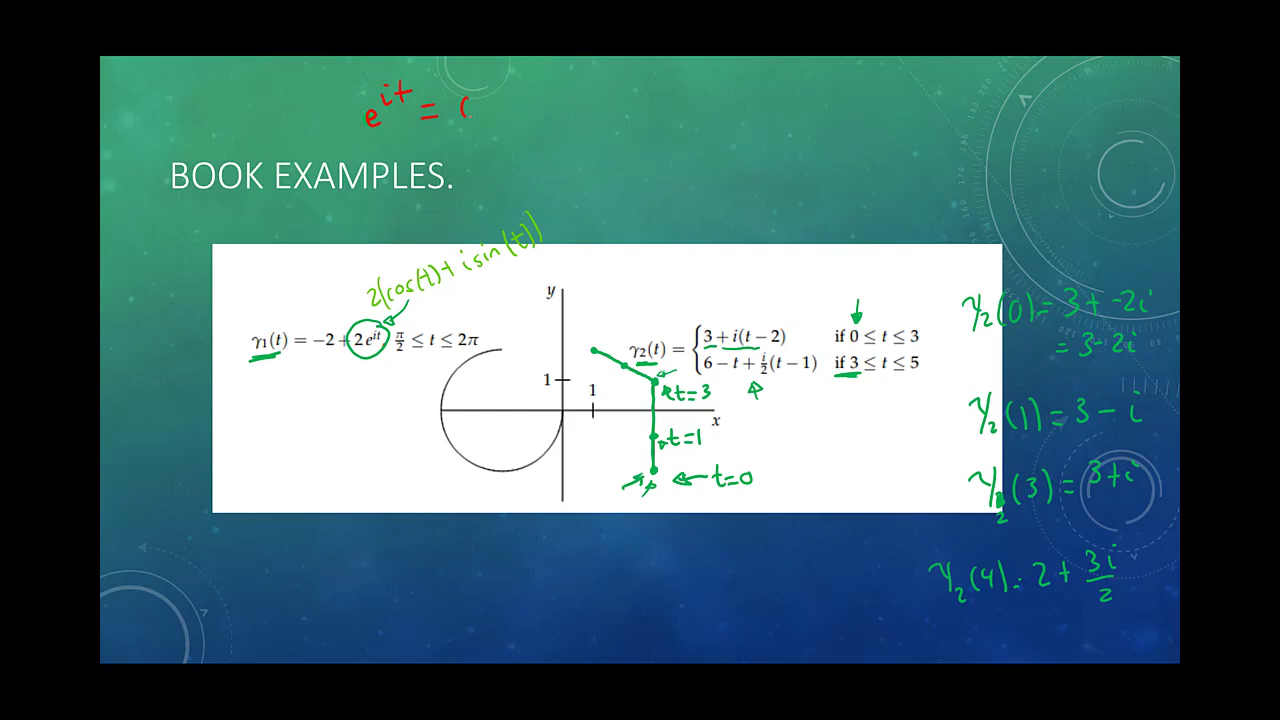 e^{it} = (
BOOK EXAMPLES.
2(cos(t)+ i sin(t))
γ₁(t) = −2 + 2e^{it}, π/2 ≤ t ≤ 2π
y
1
1
x
γ₂(t) = { 3 + i(t − 2) if 0 ≤ t ≤ 3
6 − t + i/2(t − 1) if 3 ≤ t ≤ 5
t=3
t=1
t=0
γ₂(0) = 3 + -2i
= 3-2i
γ₂(1) = 3 - i
γ₂(3) = 3+i
γ₂(4) = 2 + 3i/2